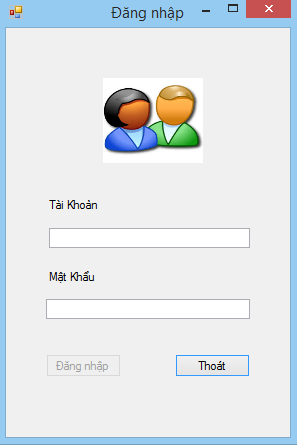 Đăng nhập
Tài Khoản
Mật Khẩu
Đăng nhập
Thoát